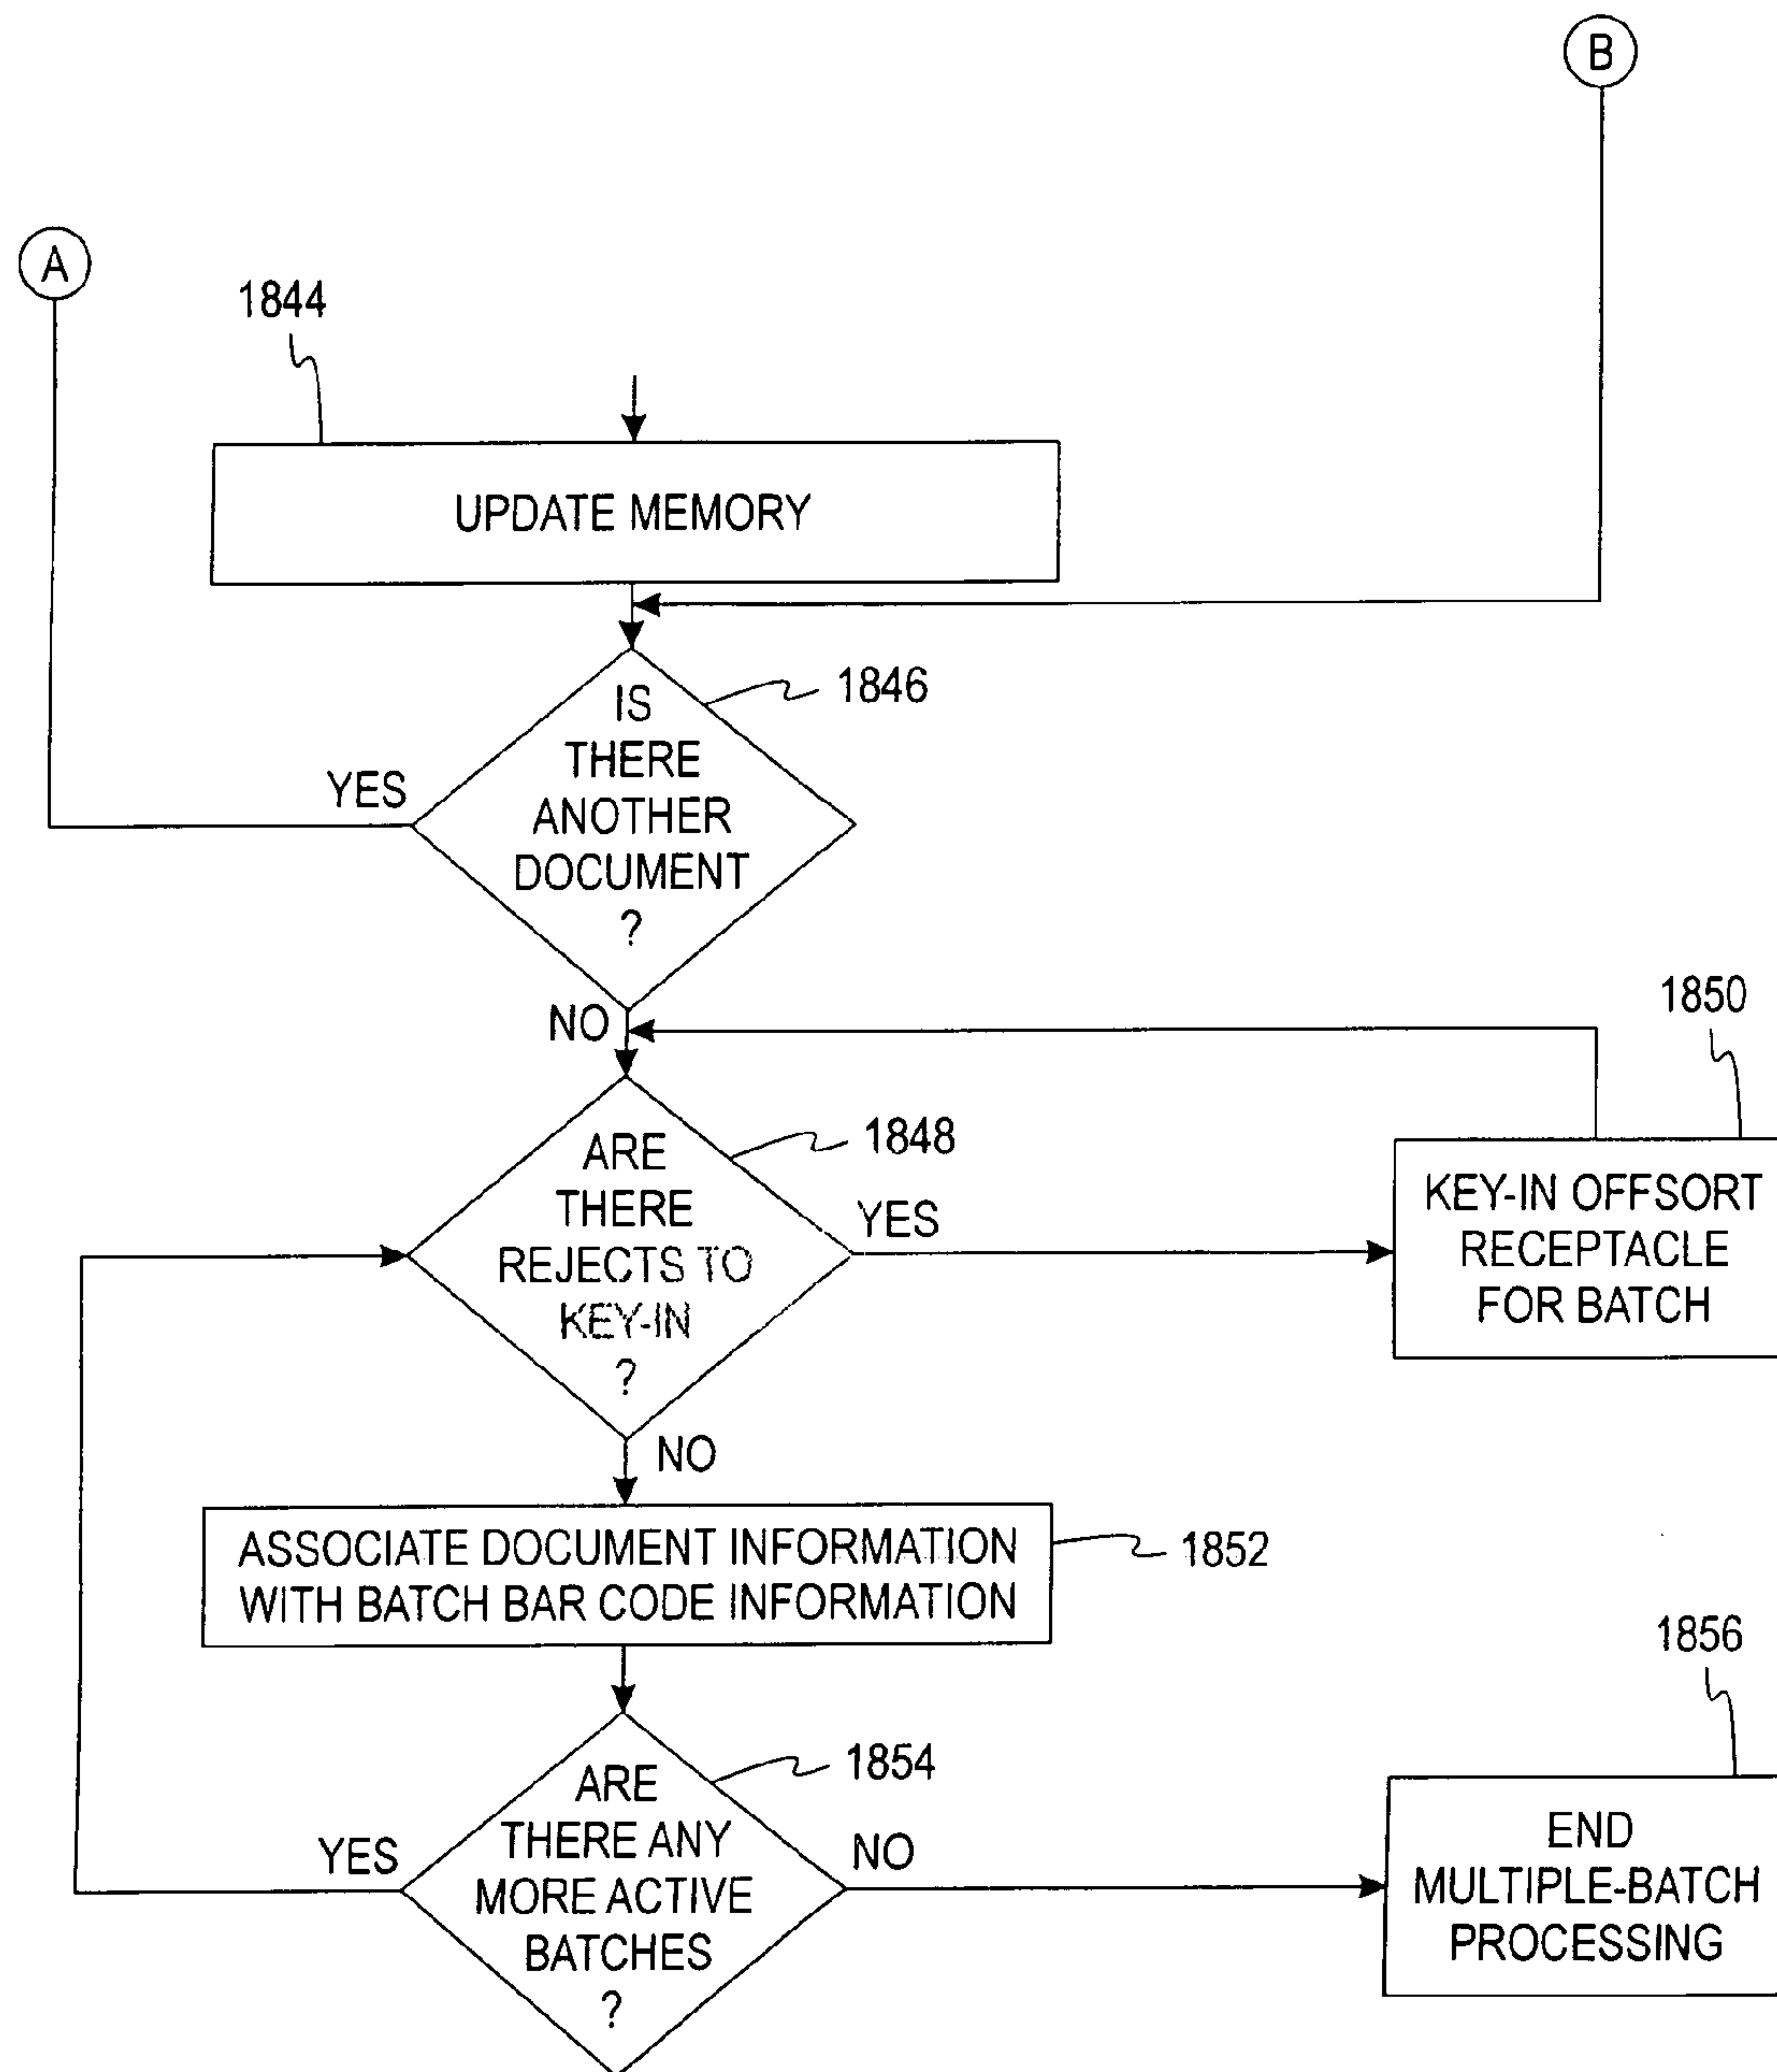 B
A
1844
UPDATE MEMORY
1846
IS
THERE
ANOTHER
DOCUMENT
?
YES
NO
1850
1848
ARE
THERE
REJECTS TO
KEY-IN
?
YES
KEY-IN OFFSORT
RECEPTACLE
FOR BATCH
NO
ASSOCIATE DOCUMENT INFORMATION
WITH BATCH BAR CODE INFORMATION
1852
1856
1854
ARE
THERE ANY
MORE ACTIVE
BATCHES
?
YES
NO
END
MULTIPLE-BATCH
PROCESSING